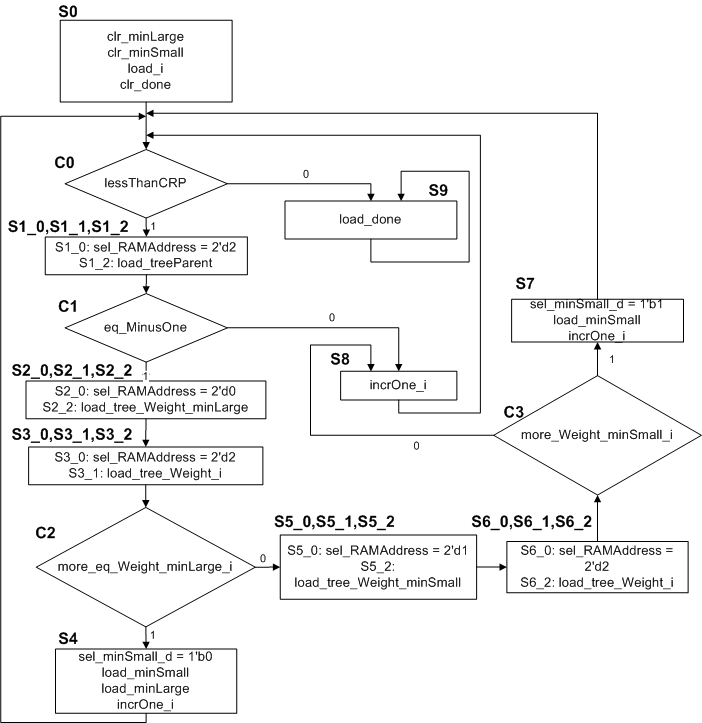 S0
clr_minLarge
clr_minSmall
load_i
clr_done
C0
lessThanCRP
0
1
S9
load_done
S1_0,S1_1,S1_2
S1_0: sel_RAMAddress = 2'd2
S1_2: load_treeParent
C1
eq_MinusOne
0
1
S8
incrOne_i
S7
sel_minSmall_d = 1'b1
load_minSmall
incrOne_i
1
S2_0,S2_1,S2_2
S2_0: sel_RAMAddress = 2'd0
S2_2: load_tree_Weight_minLarge
S3_0,S3_1,S3_2
S3_0: sel_RAMAddress = 2'd2
S3_1: load_tree_Weight_i
C3
more_Weight_minSmall_i
0
C2
more_eq_Weight_minLarge_i
0
1
S5_0,S5_1,S5_2
S5_0: sel_RAMAddress = 2'd1
S5_2:
load_tree_Weight_minSmall
S6_0,S6_1,S6_2
S6_0: sel_RAMAddress =
2'd2
S6_2: load_tree_Weight_i
S4
sel_minSmall_d = 1'b0
load_minSmall
load_minLarge
incrOne_i